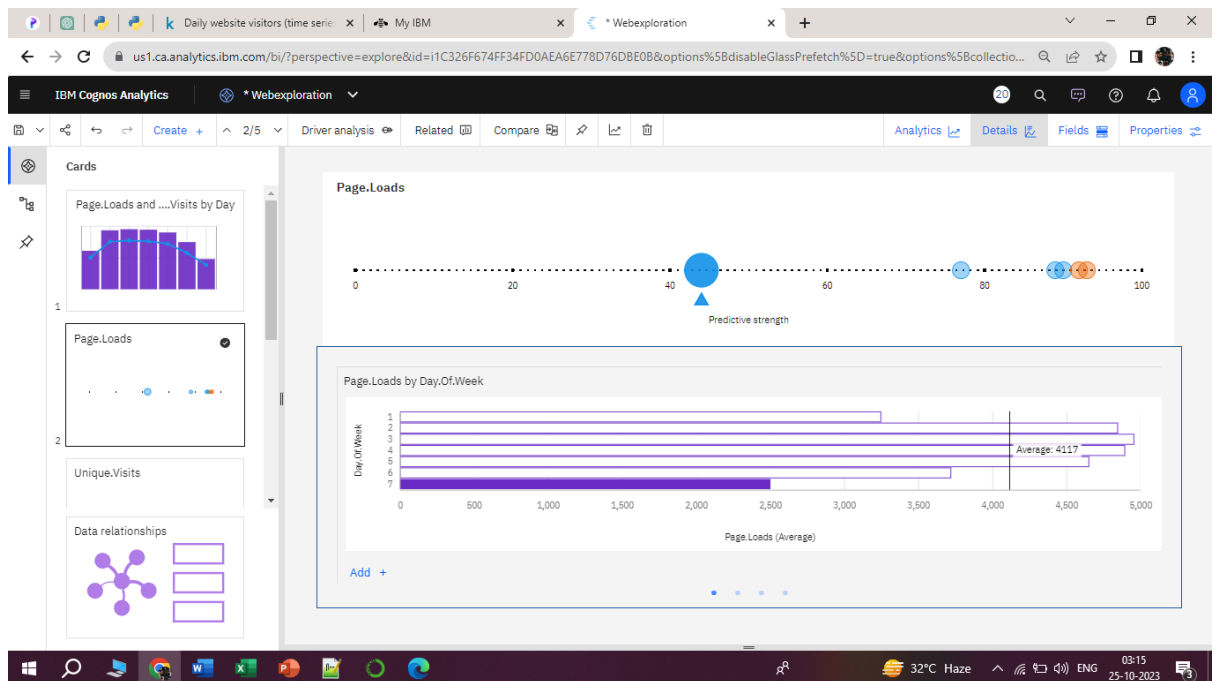 Daily website visitors (time serie
My IBM
* Webexploration
us1.ca.analytics.ibm.com/bi/?perspective=explore&id=i1C326F674FF34FD0AEA6E778D76DBE0B&options%5BdisableGlassPrefetch%5D=true&options%5Bcollectio...
IBM Cognos Analytics
* Webexploration
20
Create +
2/5
Driver analysis
Related
Compare
Analytics
Details
Fields
Properties
Cards
Page.Loads and ....Visits by Day
1
Page.Loads
2
Unique.Visits
Data relationships
Page.Loads
0 20 40 60 80 100
Predictive strength
Page.Loads by Day.Of.Week
Day.Of.Week
1
2
3
4
5
6
7
Average: 4117
0 500 1,000 1,500 2,000 2,500 3,000 3,500 4,000 4,500 5,000
Page.Loads (Average)
Add +
32°C Haze
ENG
03:15
25-10-2023
3